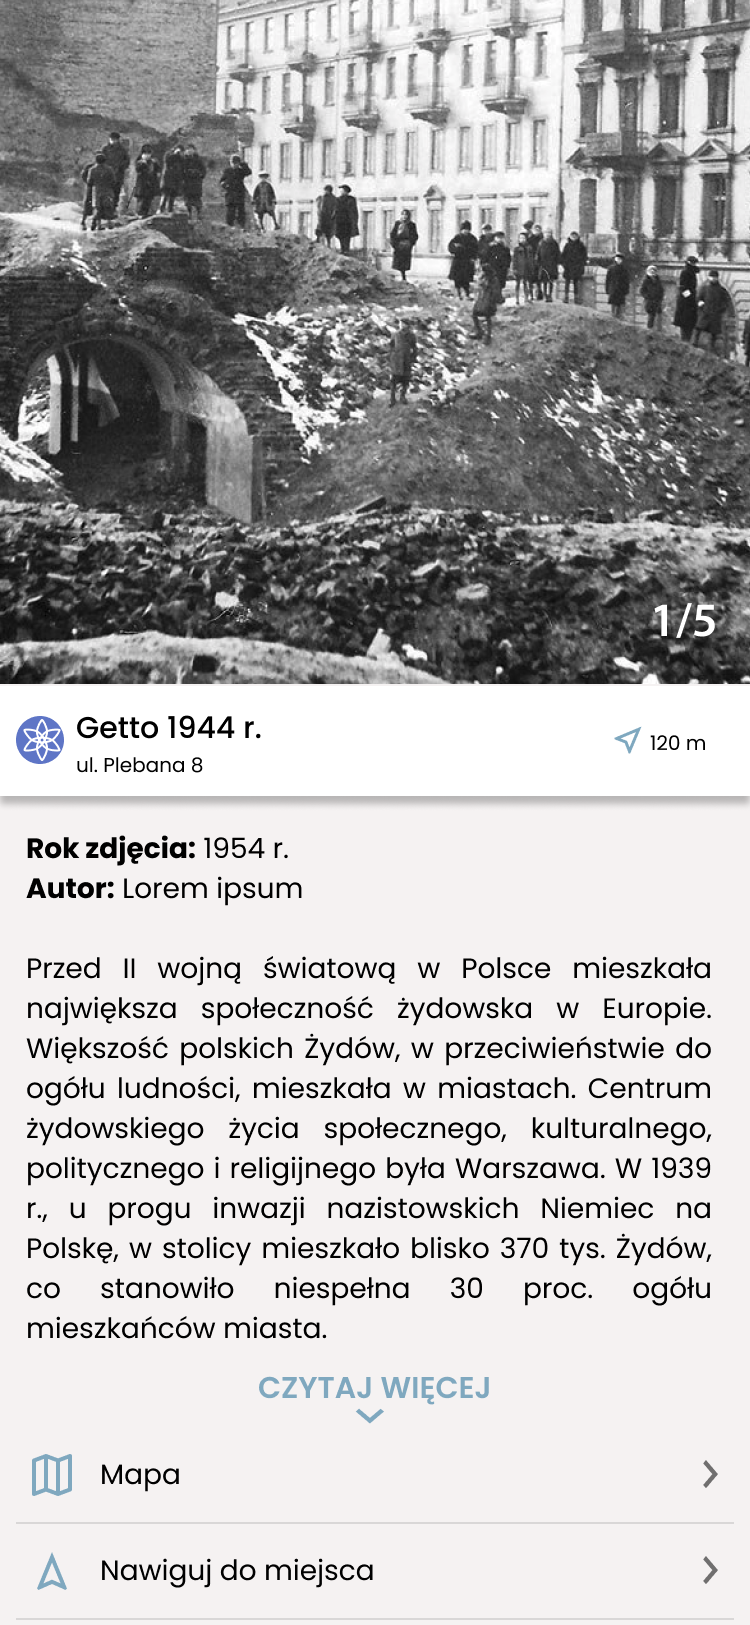 1/5
Getto 1944 r.
ul. Plebana 8
120 m
Rok zdjęcia: 1954 r.
Autor: Lorem ipsum
Przed II wojną światową w Polsce mieszkała
największa społeczność żydowska w Europie.
Większość polskich Żydów, w przeciwieństwie do
ogółu ludności, mieszkała w miastach. Centrum
żydowskiego życia społecznego, kulturalnego,
politycznego i religijnego była Warszawa. W 1939
r., u progu inwazji nazistowskich Niemiec na
Polskę, w stolicy mieszkało blisko 370 tys. Żydów,
co stanowiło niespełna 30 proc. ogółu
mieszkańców miasta.
CZYTAJ WIĘCEJ
Mapa
Nawiguj do miejsca